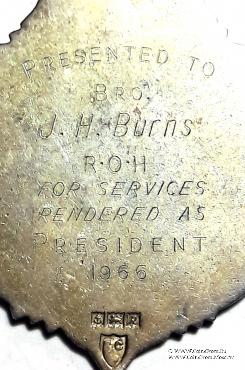 PRESENTED TO
BRO.
J. H. Burns
R·O·H
FOR SERVICES
RENDERED AS
PRESIDENT
1966